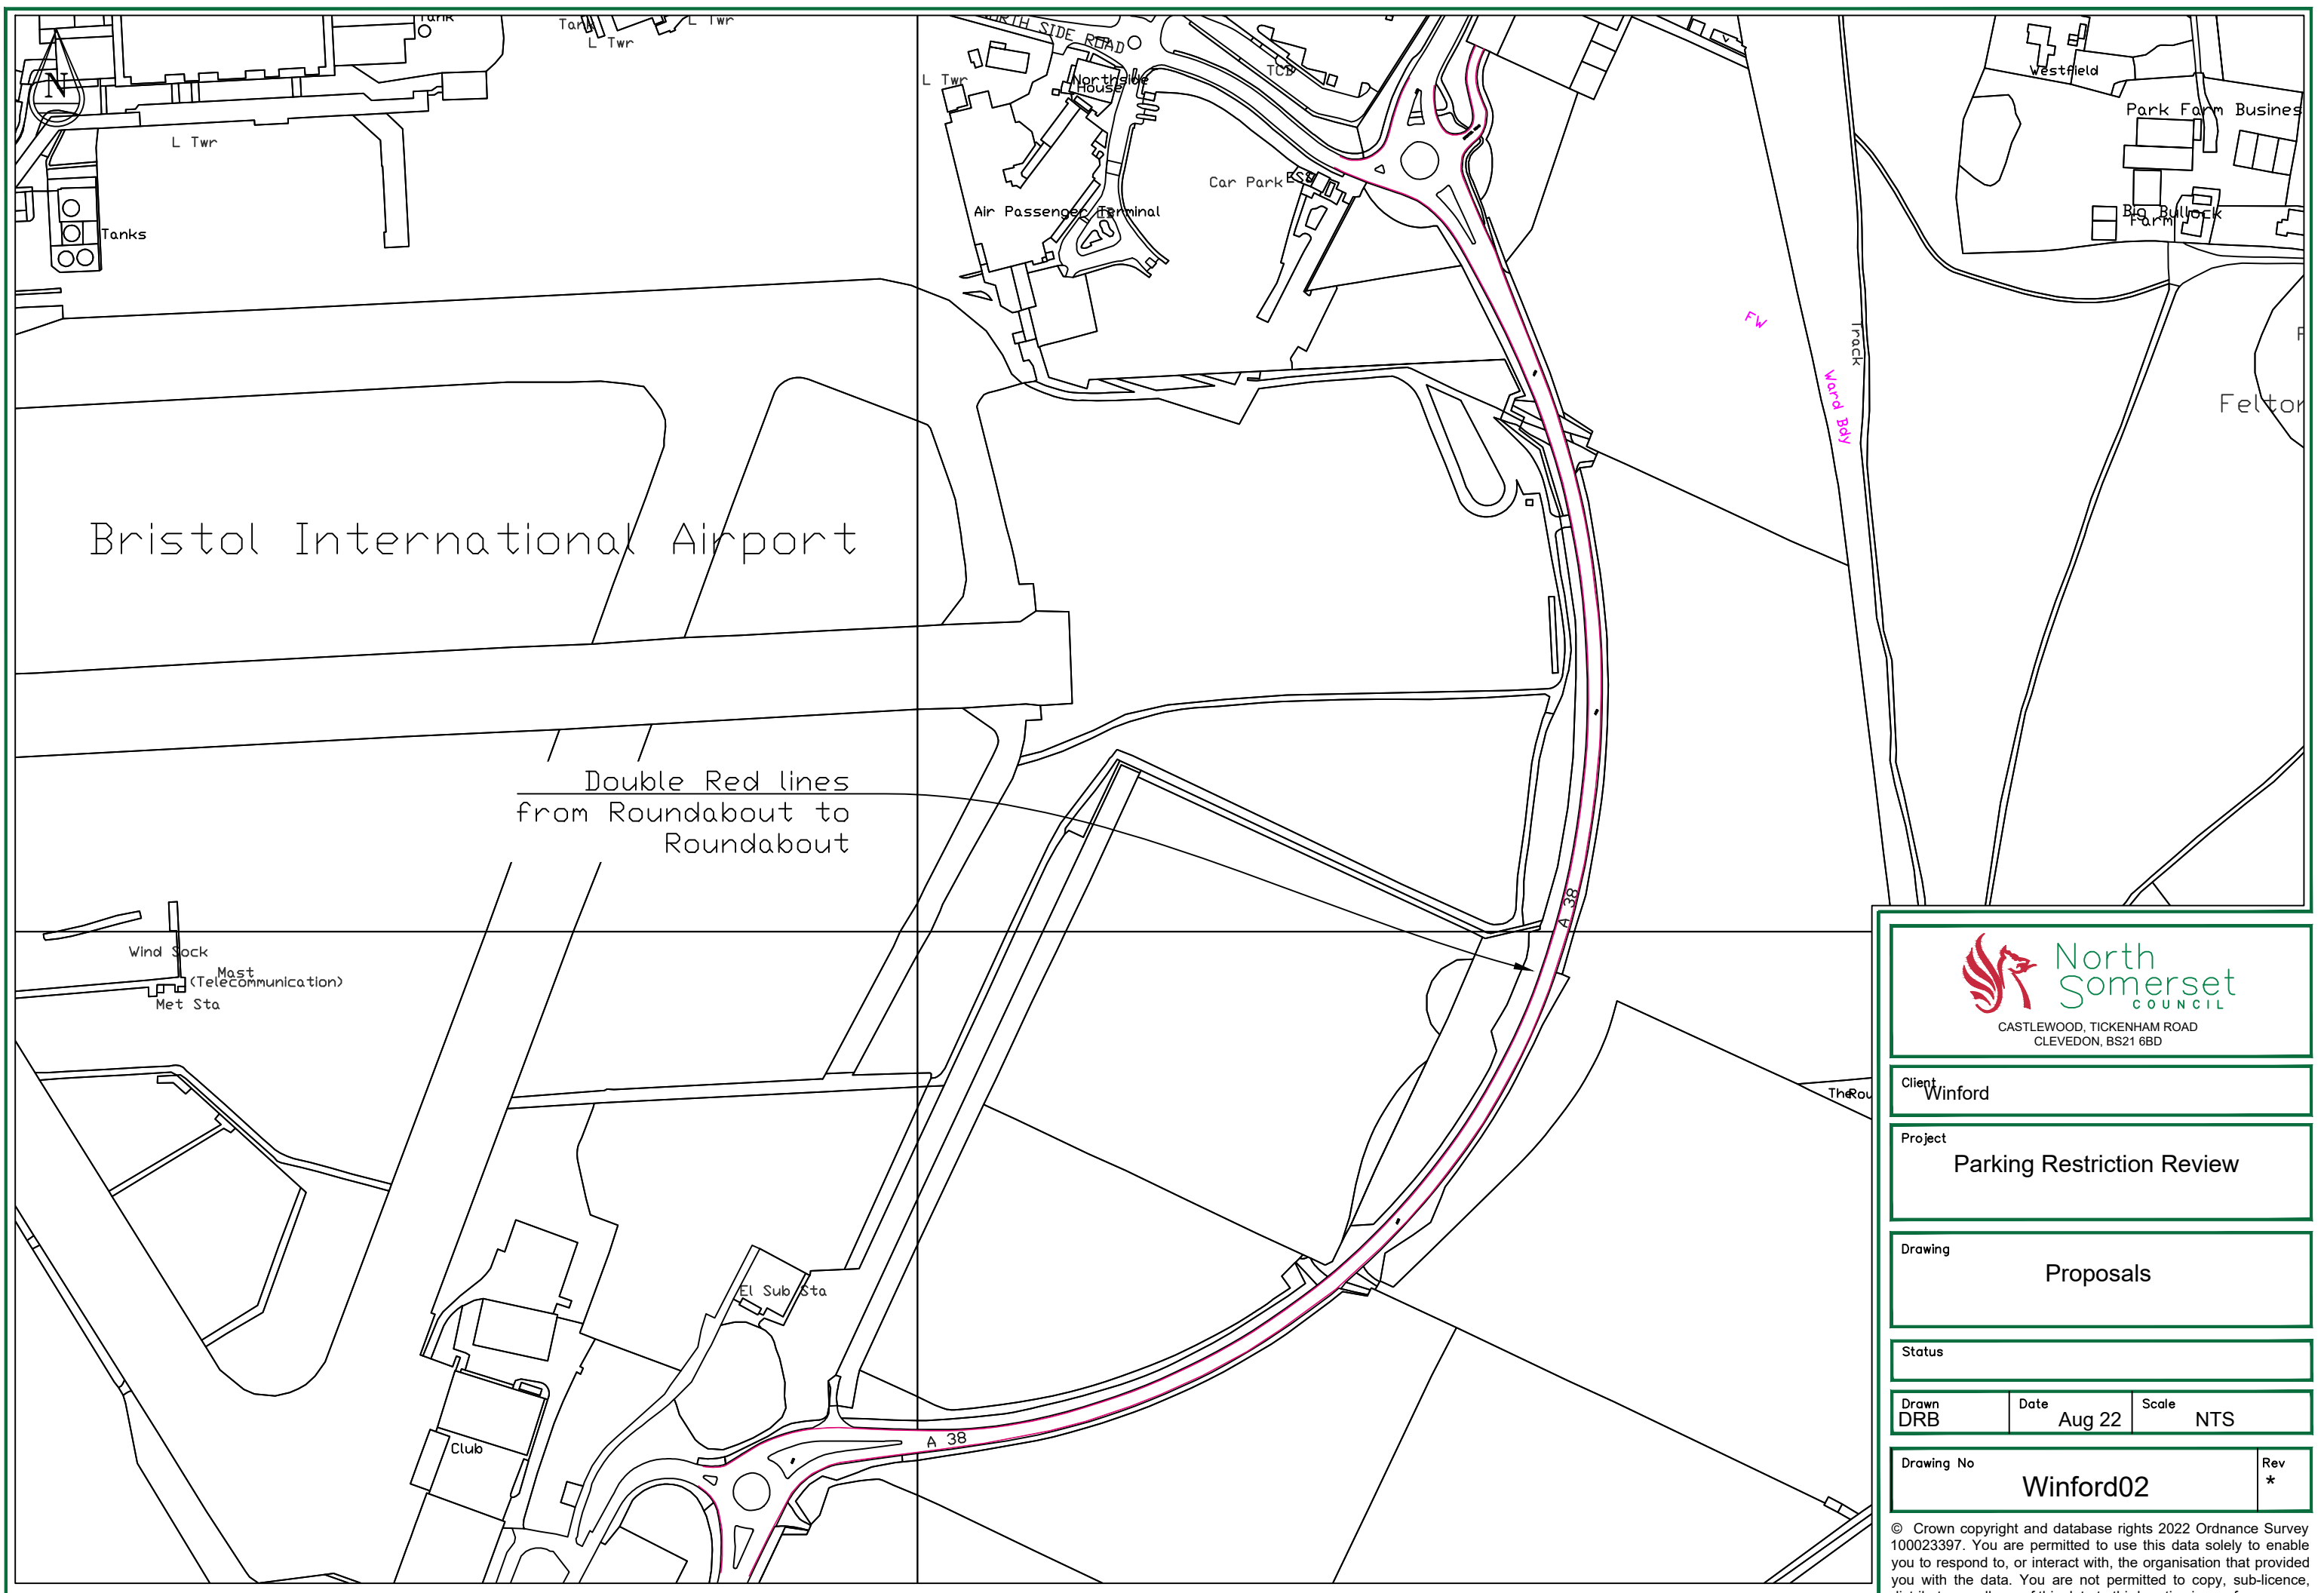 Tank
Tank
L Twr
L Twr
SIDE ROAD
N
L Twr
L Twr
Northside
House
TCB
Westfield
Park Farm Busines
Car Park
ESS
Air Passenger Terminal
Tanks
Big Bullock
Farm
FW
Track
Ward Bdy
Felton
Bristol International Airport
Double Red lines
from Roundabout to
Roundabout
A 38
Wind Sock
Mast
(Telecommunication)
Met Sta
The
Rou
El Sub Sta
Club
A 38
North
Somerset
COUNCIL
CASTLEWOOD, TICKENHAM ROAD
CLEVEDON, BS21 6BD
Client
Winford
Project
Parking Restriction Review
Drawing
Proposals
Status
Drawn
DRB
Date
Aug 22
Scale
NTS
Drawing No
Winford02
Rev
*
© Crown copyright and database rights 2022 Ordnance Survey
100023397. You are permitted to use this data solely to enable
you to respond to, or interact with, the organisation that provided
you with the data. You are not permitted to copy, sub-licence,